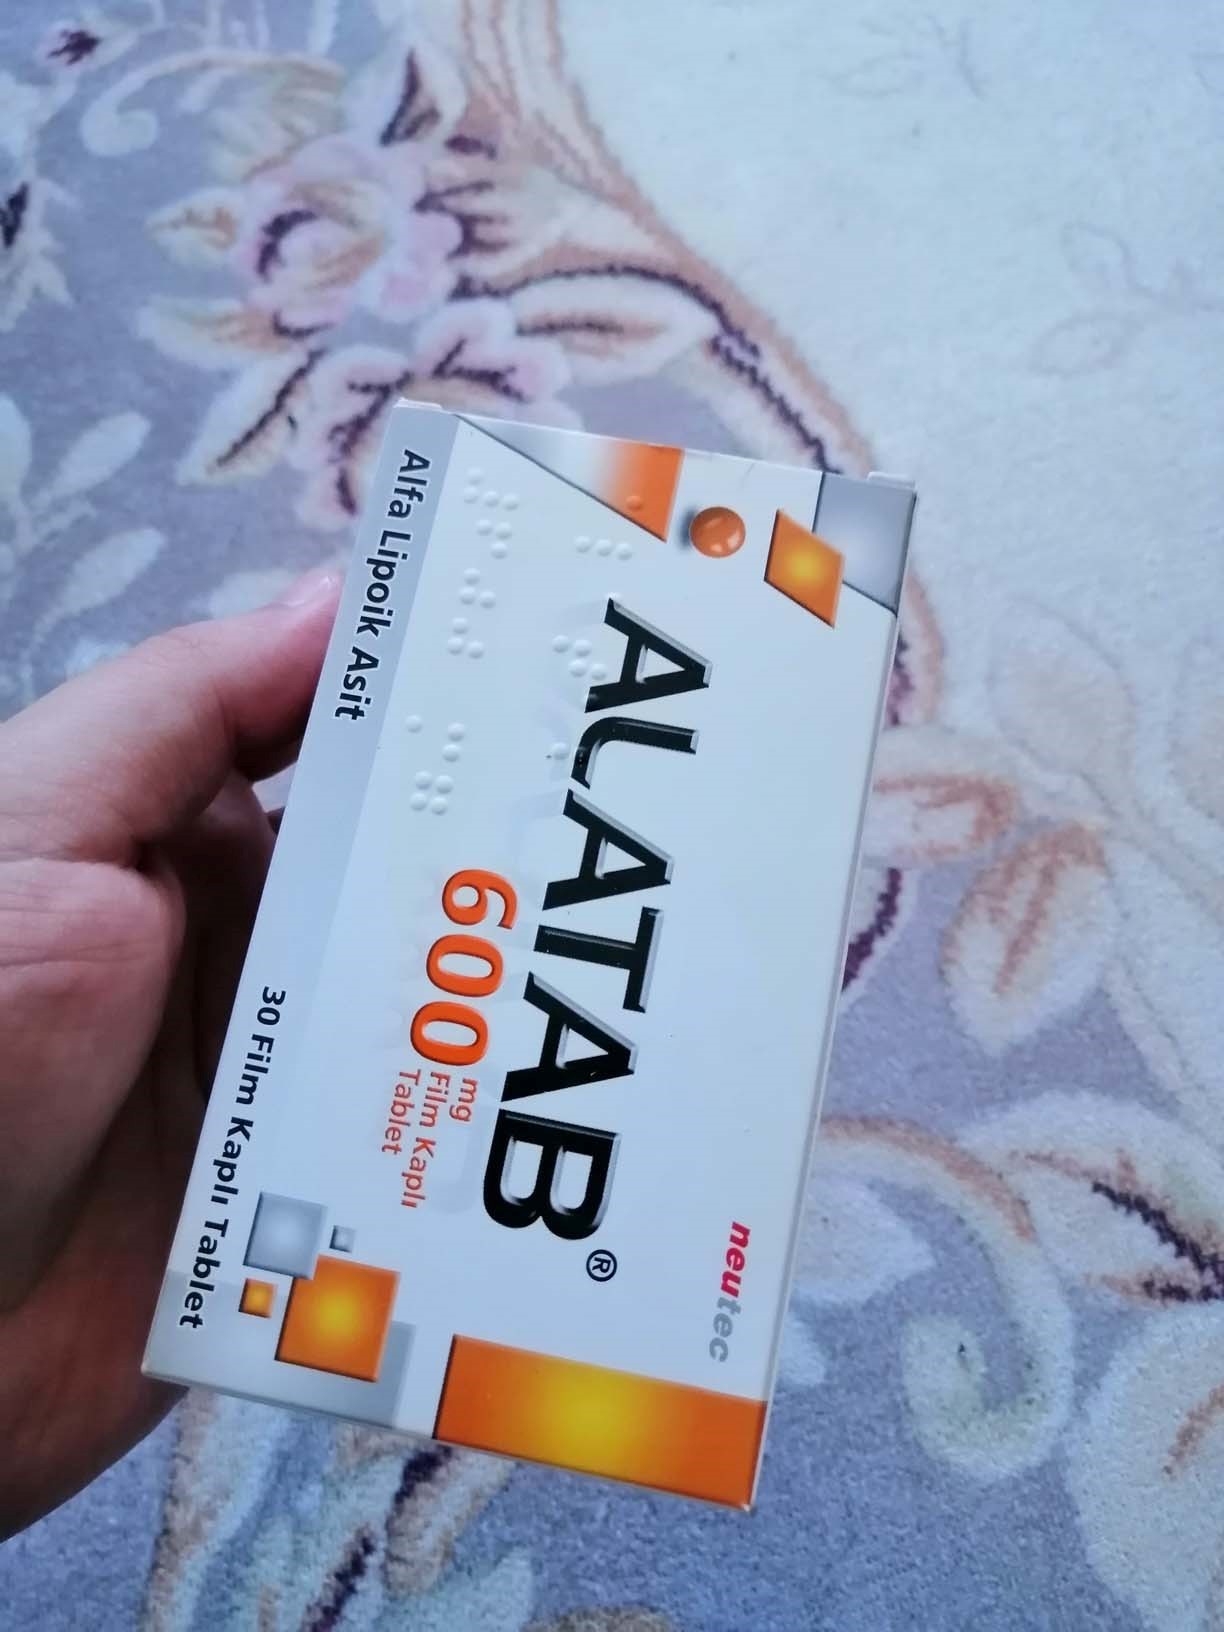 neutec
ALATAB®
600 mg
Film Kaplı
Tablet
Alfa Lipoik Asit
30 Film Kaplı Tablet